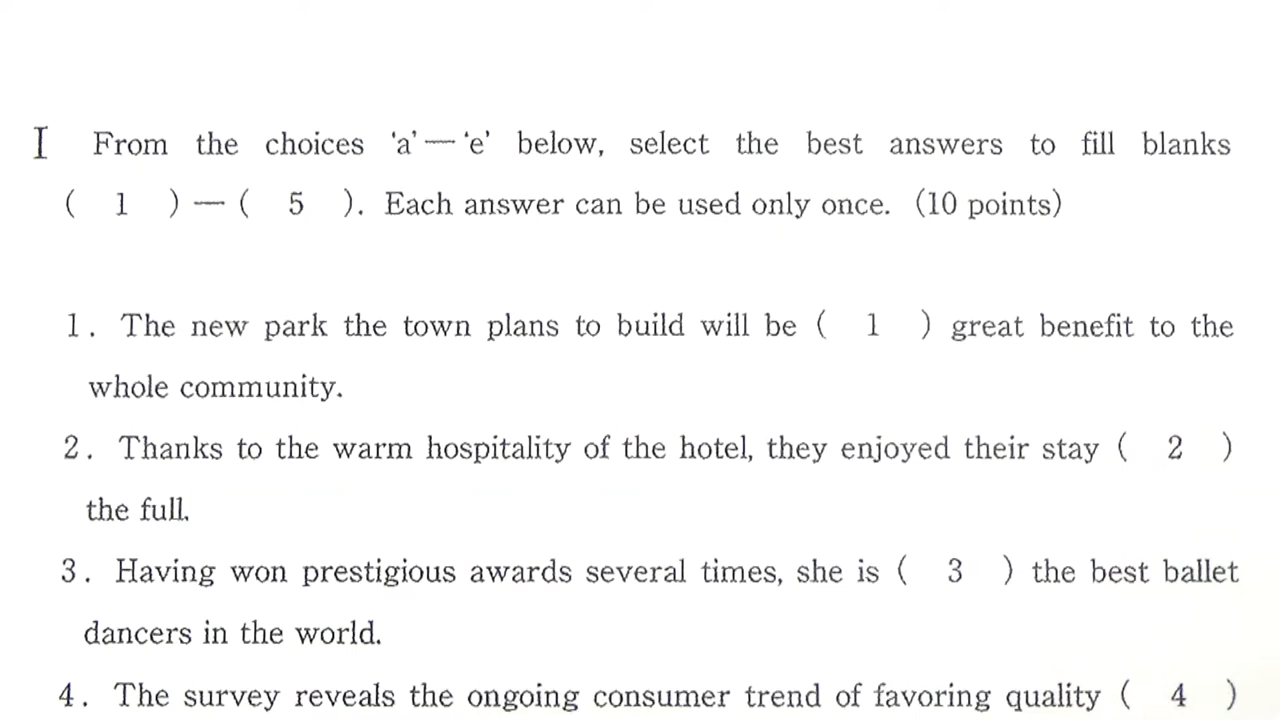 I From the choices ‘a’—‘e’ below, select the best answers to fill blanks
( 1 )—( 5 ). Each answer can be used only once. (10 points)
1. The new park the town plans to build will be ( 1 ) great benefit to the
whole community.
2. Thanks to the warm hospitality of the hotel, they enjoyed their stay ( 2 )
the full.
3. Having won prestigious awards several times, she is ( 3 ) the best ballet
dancers in the world.
4. The survey reveals the ongoing consumer trend of favoring quality ( 4 )